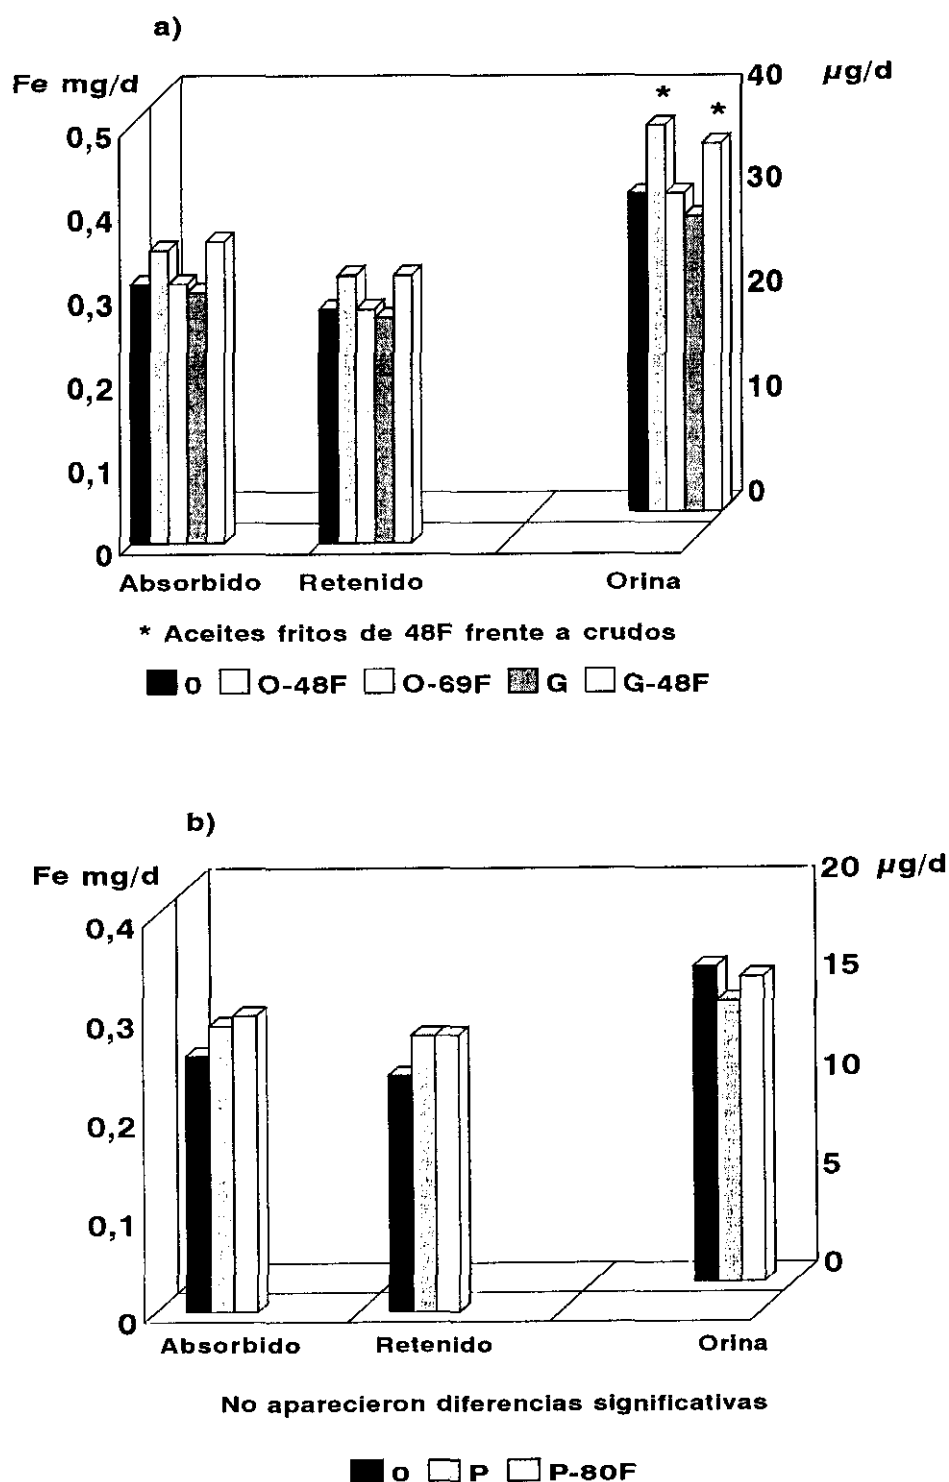 a)
Fe mg/d
µg/d
0,5
0,4
0,3
0,2
0,1
0
40
30
20
10
0
*
*
Absorbido Retenido Orina
* Aceites fritos de 48F frente a crudos
0 O-48F O-69F G G-48F
b)
Fe mg/d
20 µg/d
0,4
0,3
0,2
0,1
0
15
10
5
0
Absorbido Retenido Orina
No aparecieron diferencias significativas
0 P P-80F